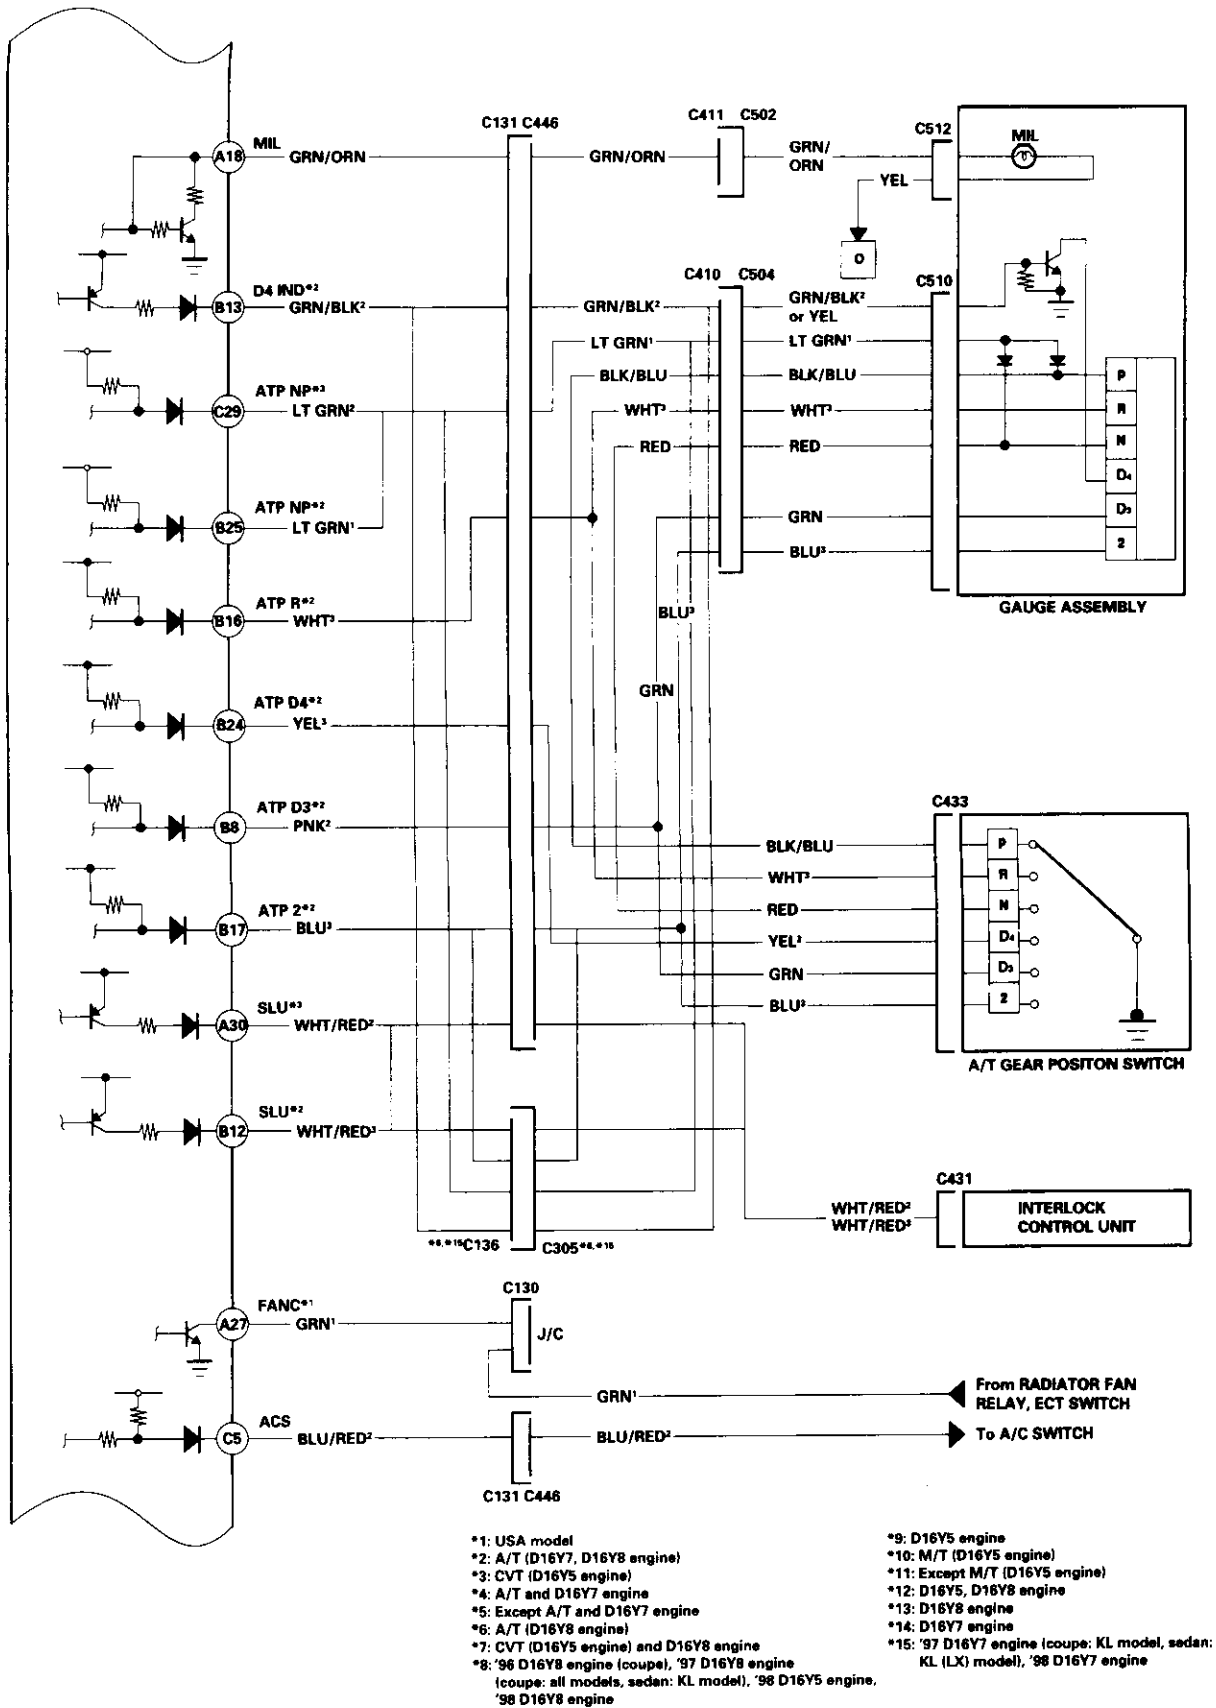 C131 C446
C411 C502
C512
A18
MIL
GRN/ORN
GRN/ORN
GRN/
ORN
YEL
MIL
O
B13
D4 IND*²
GRN/BLK²
GRN/BLK²
C410 C504
GRN/BLK²
or YEL
C510
LT GRN¹
LT GRN¹
BLK/BLU
BLK/BLU
P
C29
ATP NP*³
LT GRN²
WHT³
WHT³
R
RED
RED
N
D4
B25
ATP NP*²
LT GRN¹
GRN
D3
BLU³
2
GAUGE ASSEMBLY
B16
ATP R*²
WHT³
BLU³
GRN
B24
ATP D4*²
YEL³
B8
ATP D3*²
PNK²
C433
BLK/BLU
P
WHT³
R
RED
N
B17
ATP 2*²
BLU³
YEL³
D4
GRN
D3
BLU³
2
A/T GEAR POSITON SWITCH
A30
SLU*³
WHT/RED²
B12
SLU*²
WHT/RED³
C431
WHT/RED²
WHT/RED³
INTERLOCK
CONTROL UNIT
*6,*15C136
C305*6,*15
C130
A27
FANC*¹
GRN¹
J/C
GRN¹
From RADIATOR FAN
RELAY, ECT SWITCH
C5
ACS
BLU/RED²
BLU/RED²
To A/C SWITCH
C131 C446
*1: USA model
*2: A/T (D16Y7, D16Y8 engine)
*3: CVT (D16Y5 engine)
*4: A/T and D16Y7 engine
*5: Except A/T and D16Y7 engine
*6: A/T (D16Y8 engine)
*7: CVT (D16Y5 engine) and D16Y8 engine
*8: '96 D16Y8 engine (coupe), '97 D16Y8 engine
(coupe: all models, sedan: KL model), '98 D16Y5 engine,
'98 D16Y8 engine
*9: D16Y5 engine
*10: M/T (D16Y5 engine)
*11: Except M/T (D16Y5 engine)
*12: D16Y5, D16Y8 engine
*13: D16Y8 engine
*14: D16Y7 engine
*15: '97 D16Y7 engine (coupe: KL model, sedan:
KL (LX) model), '98 D16Y7 engine